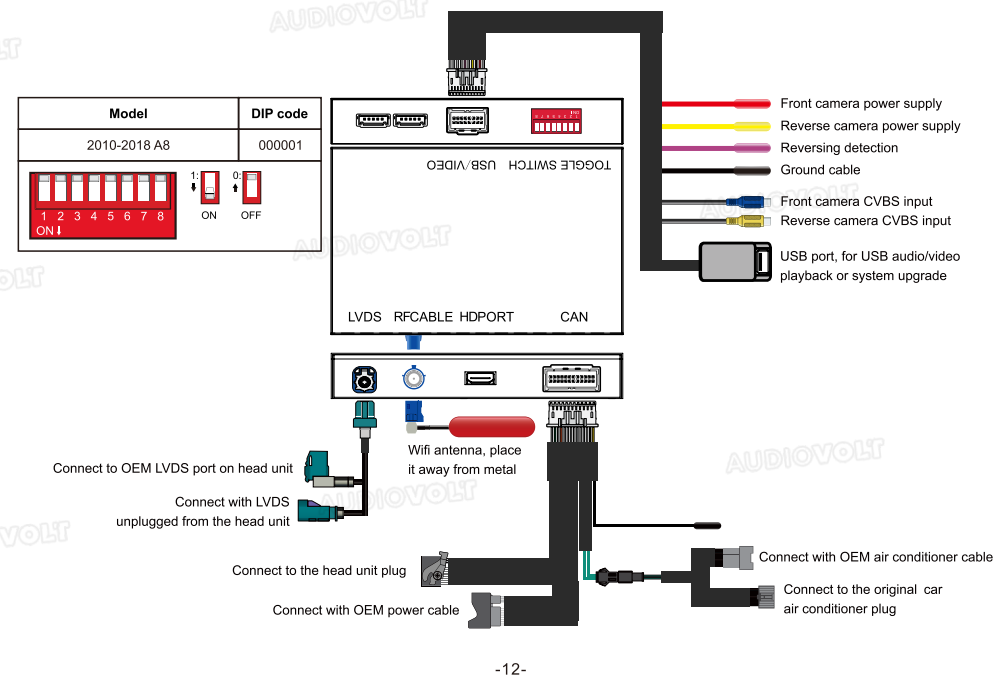 AUDIOVOLT
Model
DIP code
2010-2018 A8
000001
1:
0:
1 2 3 4 5 6 7 8
ON
ON
OFF
USB/VIDEO
TOGGLE SWITCH
LVDS
RFCABLE
HDPORT
CAN
Front camera power supply
Reverse camera power supply
Reversing detection
Ground cable
AUDIOVOLT
Front camera CVBS input
Reverse camera CVBS input
AUDIOVOLT
USB port, for USB audio/video
playback or system upgrade
Wifi antenna, place
it away from metal
AUDIOVOLT
Connect to OEM LVDS port on head unit
Connect with LVDS
unplugged from the head unit
AUDIOVOLT
Connect to the head unit plug
Connect with OEM power cable
Connect with OEM air conditioner cable
Connect to the original car
air conditioner plug
-12-